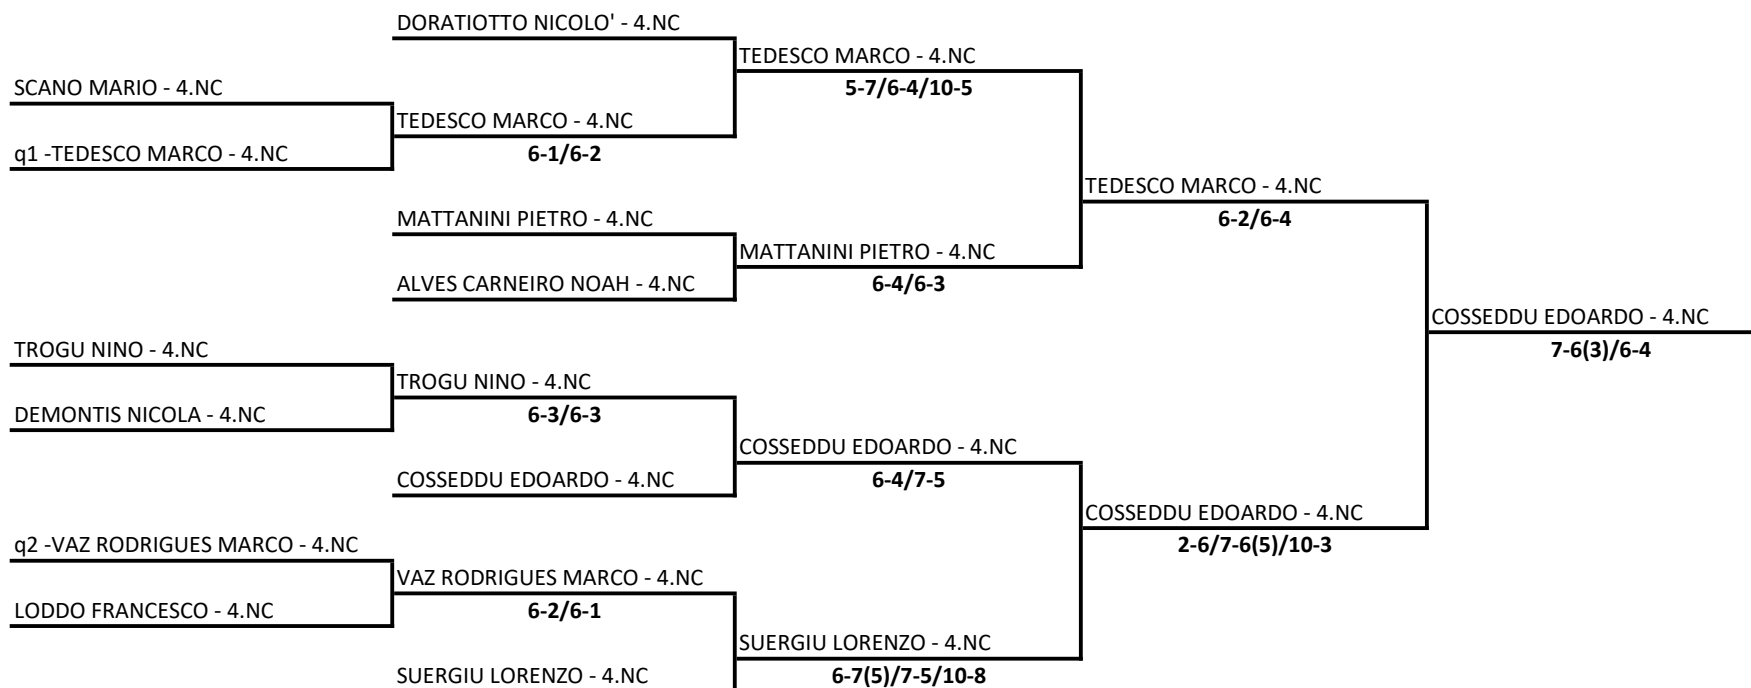 DORATIOTTO NICOLO' - 4.NC
TEDESCO MARCO - 4.NC
SCANO MARIO - 4.NC
5-7/6-4/10-5
TEDESCO MARCO - 4.NC
q1 -TEDESCO MARCO - 4.NC
6-1/6-2
TEDESCO MARCO - 4.NC
MATTANINI PIETRO - 4.NC
6-2/6-4
MATTANINI PIETRO - 4.NC
ALVES CARNEIRO NOAH - 4.NC
6-4/6-3
COSSEDDU EDOARDO - 4.NC
TROGU NINO - 4.NC
7-6(3)/6-4
TROGU NINO - 4.NC
DEMONTIS NICOLA - 4.NC
6-3/6-3
COSSEDDU EDOARDO - 4.NC
COSSEDDU EDOARDO - 4.NC
6-4/7-5
COSSEDDU EDOARDO - 4.NC
q2 -VAZ RODRIGUES MARCO - 4.NC
2-6/7-6(5)/10-3
VAZ RODRIGUES MARCO - 4.NC
LODDO FRANCESCO - 4.NC
6-2/6-1
SUERGIU LORENZO - 4.NC
SUERGIU LORENZO - 4.NC
6-7(5)/7-5/10-8